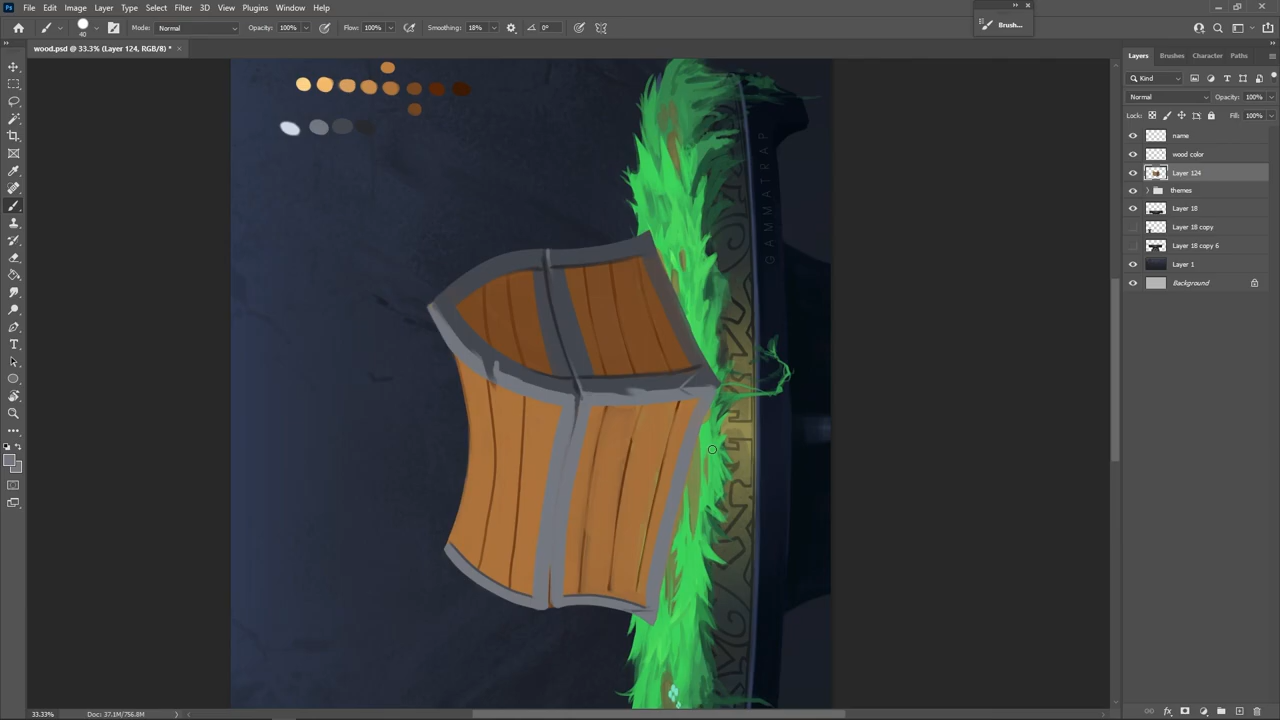 Ps File Edit Image Layer Type Select Filter 3D View Plugins Window Help
Brush...
40 Mode: Normal Opacity: 100% Flow: 100% Smoothing: 18% 0°
wood.psd @ 33.3% (Layer 124, RGB/8) * ×
Layers Brushes Character Paths
Kind
Normal Opacity: 100%
Lock: Fill: 100%
name
wood color
Layer 124
themes
Layer 18
Layer 18 copy
Layer 18 copy 6
Layer 1
Background
GAMMATRAP
33.33% Doc: 37.1M/756.8M